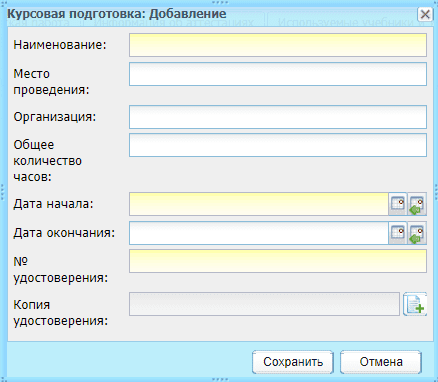 Курсовая подготовка: Добавление
Наименование:
Место
проведения:
Организация:
Общее
количество
часов:
Дата начала:
Дата окончания:
№
удостоверения:
Копия
удостоверения:
Сохранить
Отмена